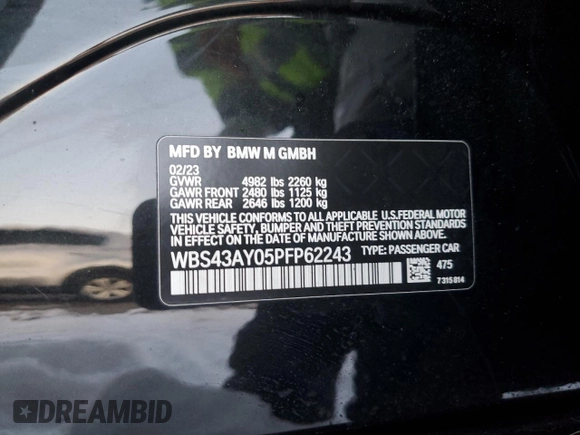 MFD BY BMW M GMBH
02/23
GVWR 4982 lbs 2260 kg
GAWR FRONT 2480 lbs 1125 kg
GAWR REAR 2646 lbs 1200 kg
THIS VEHICLE CONFORMS TO ALL APPLICABLE U.S.FEDERAL MOTOR
VEHICLE SAFETY, BUMPER AND THEFT PREVENTION STANDARDS
IN EFFECT ON THE DATE OF MANUFACTURE SHOWN ABOVE.
WBS43AY05PFP62243 TYPE: PASSENGER CAR
475
7315814
DREAMBID